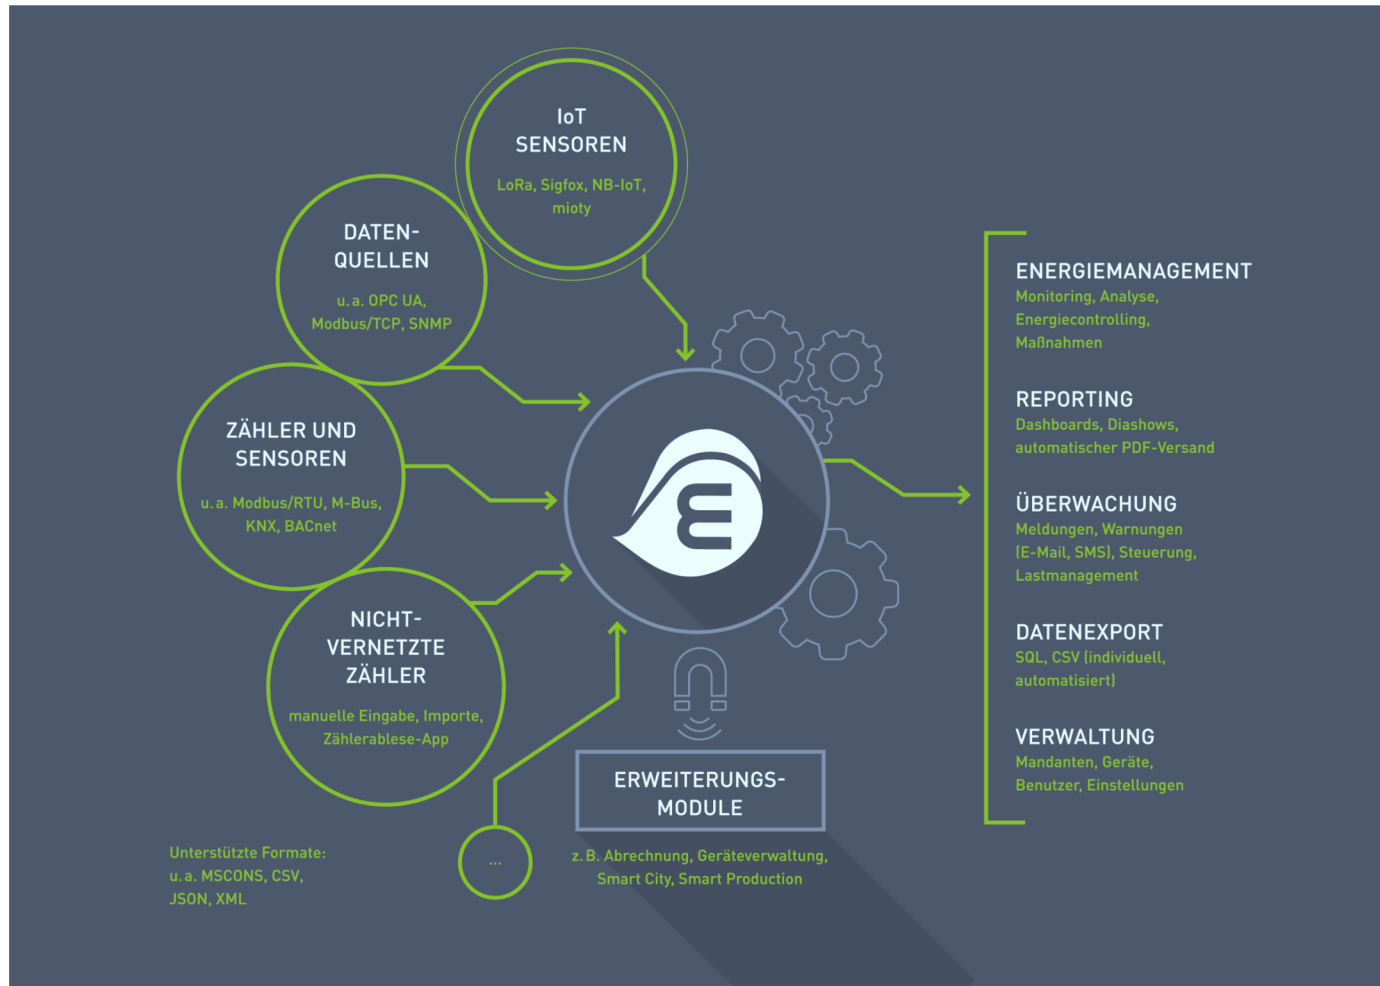 IoT
SENSOREN
LoRa, Sigfox, NB-IoT,
mioty
DATEN-
QUELLEN
u. a. OPC UA,
Modbus/TCP, SNMP
ZÄHLER UND
SENSOREN
u. a. Modbus/RTU, M-Bus,
KNX, BACnet
NICHT-
VERNETZTE
ZÄHLER
manuelle Eingabe, Importe,
Zählerablese-App
...
Unterstützte Formate:
u. a. MSCONS, CSV,
JSON, XML
ERWEITERUNGS-
MODULE
z. B. Abrechnung, Geräteverwaltung,
Smart City, Smart Production
ENERGIEMANAGEMENT
Monitoring, Analyse,
Energiecontrolling,
Maßnahmen
REPORTING
Dashboards, Diashows,
automatischer PDF-Versand
ÜBERWACHUNG
Meldungen, Warnungen
(E-Mail, SMS), Steuerung,
Lastmanagement
DATENEXPORT
SQL, CSV (individuell,
automatisiert)
VERWALTUNG
Mandanten, Geräte,
Benutzer, Einstellungen